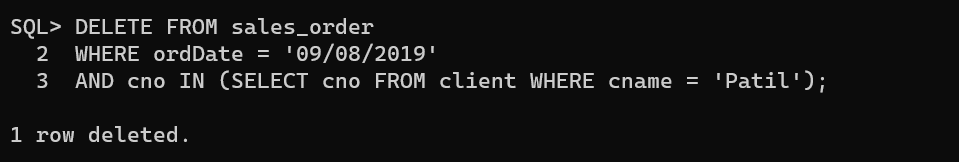 SQL> DELETE FROM sales_order
  2  WHERE ordDate = '09/08/2019'
  3  AND cno IN (SELECT cno FROM client WHERE cname = 'Patil');
1 row deleted.